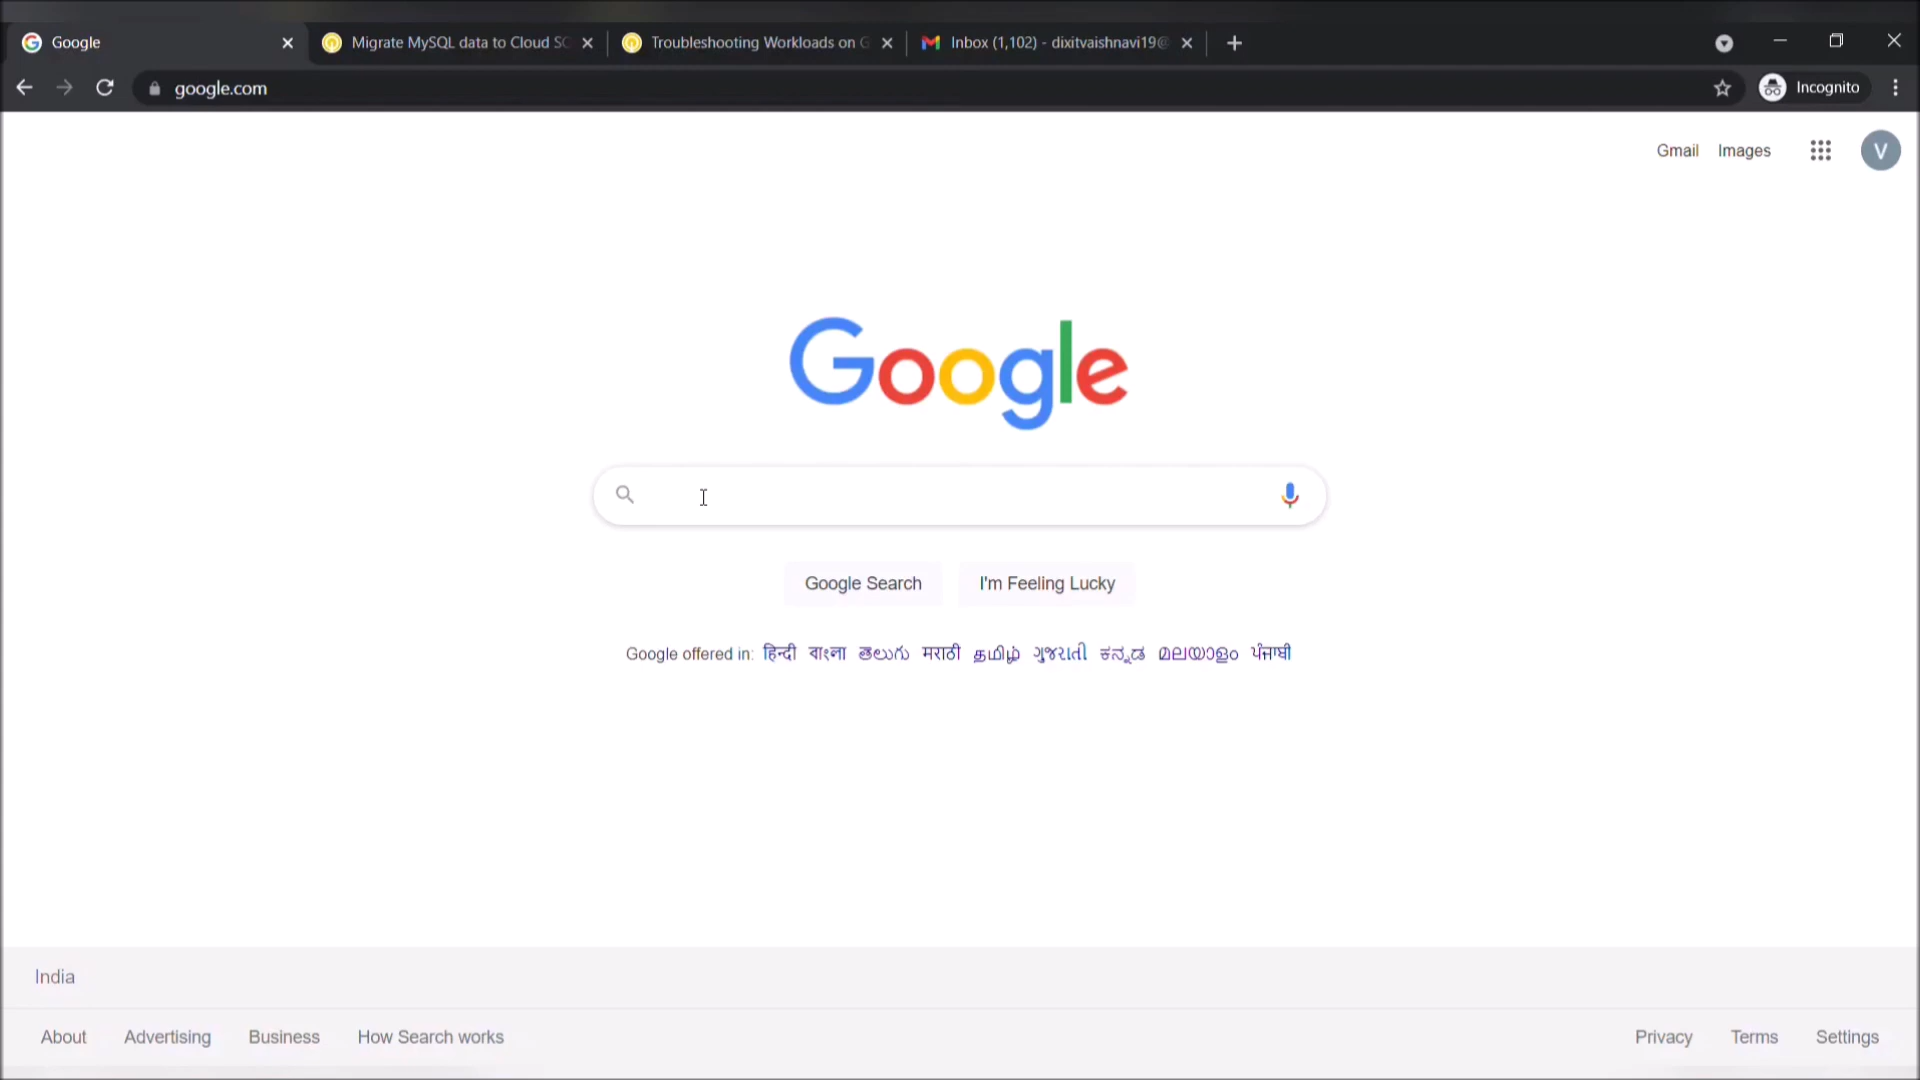 Google
Migrate MySQL data to Cloud SC
Troubleshooting Workloads on G
Inbox (1,102) - dixitvaishnavi19@
google.com
Incognito
Gmail
Images
V
Google
Google Search
I'm Feeling Lucky
Google offered in: हिन्दी বাংলা తెలుగు मराठी தமிழ் ગુજરાતી ಕನ್ನಡ മലയാളം ਪੰਜਾਬੀ
India
About
Advertising
Business
How Search works
Privacy
Terms
Settings